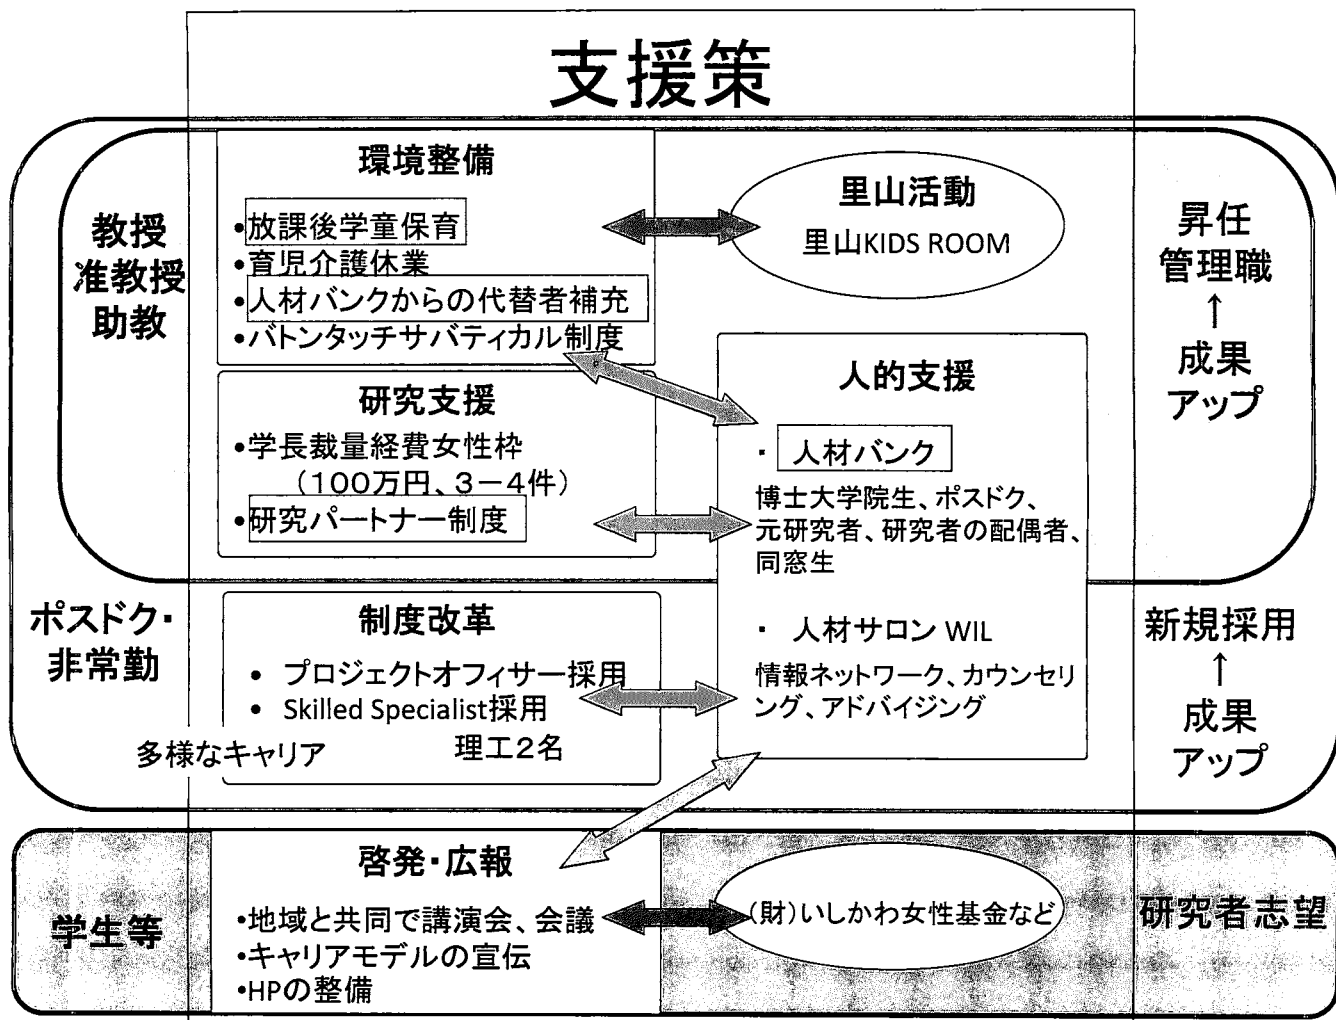 支援策
教授
准教授
助教
環境整備
•放課後学童保育
•育児介護休業
•人材バンクからの代替者補充
•バトンタッチサバティカル制度
里山活動
里山KIDS ROOM
昇任
管理職
↑
成果
アップ
研究支援
•学長裁量経費女性枠
（１００万円、３－４件）
•研究パートナー制度
人的支援
・ 人材バンク
博士大学院生、ポスドク、
元研究者、研究者の配偶者、
同窓生
・ 人材サロン WIL
情報ネットワーク、カウンセリ
ング、アドバイジング
ポスドク・
非常勤
制度改革
• プロジェクトオフィサー採用
• Skilled Specialist採用
理工２名
多様なキャリア
新規採用
↑
成果
アップ
学生等
啓発・広報
•地域と共同で講演会、会議
•キャリアモデルの宣伝
•HPの整備
（財）いしかわ女性基金など
研究者志望